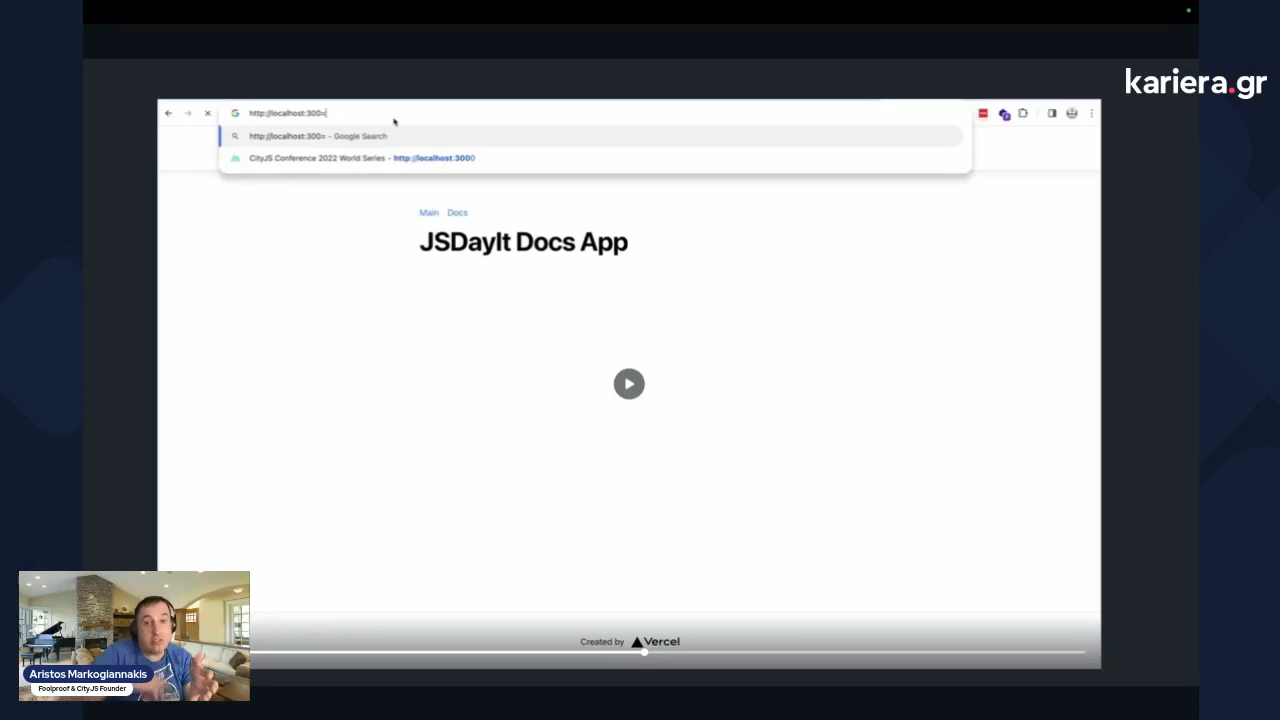 kariera.gr
http://localhost:300=
http://localhost:300= - Google Search
CityJS Conference 2022 World Series - http://localhost:3000
Main Docs
JSDayIt Docs App
Created by Vercel
Aristos Markogiannakis
Foolproof & CityJS Founder